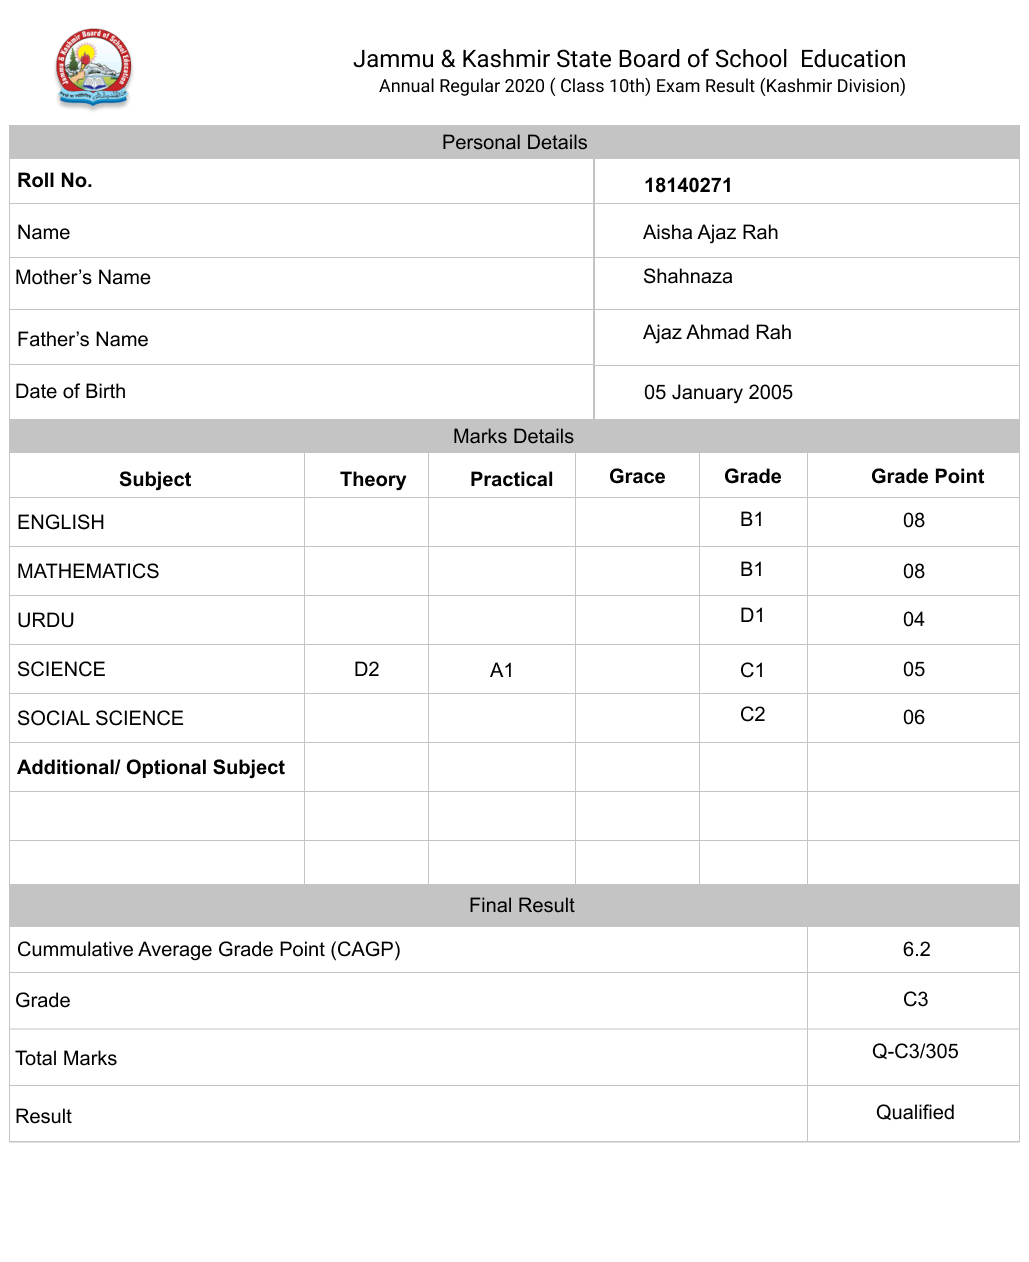 Jammu & Kashmir State Board of School Education
Jammu & Kashmir State Board of School Education
Annual Regular 2020 ( Class 10th) Exam Result (Kashmir Division)
Personal Details
Roll No. 18140271
Name Aisha Ajaz Rah
Mother’s Name Shahnaza
Father’s Name Ajaz Ahmad Rah
Date of Birth 05 January 2005
Marks Details
Subject Theory Practical Grace Grade Grade Point
ENGLISH B1 08
MATHEMATICS B1 08
URDU D1 04
SCIENCE D2 A1 C1 05
SOCIAL SCIENCE C2 06
Additional/ Optional Subject
Final Result
Cummulative Average Grade Point (CAGP) 6.2
Grade C3
Total Marks Q-C3/305
Result Qualified